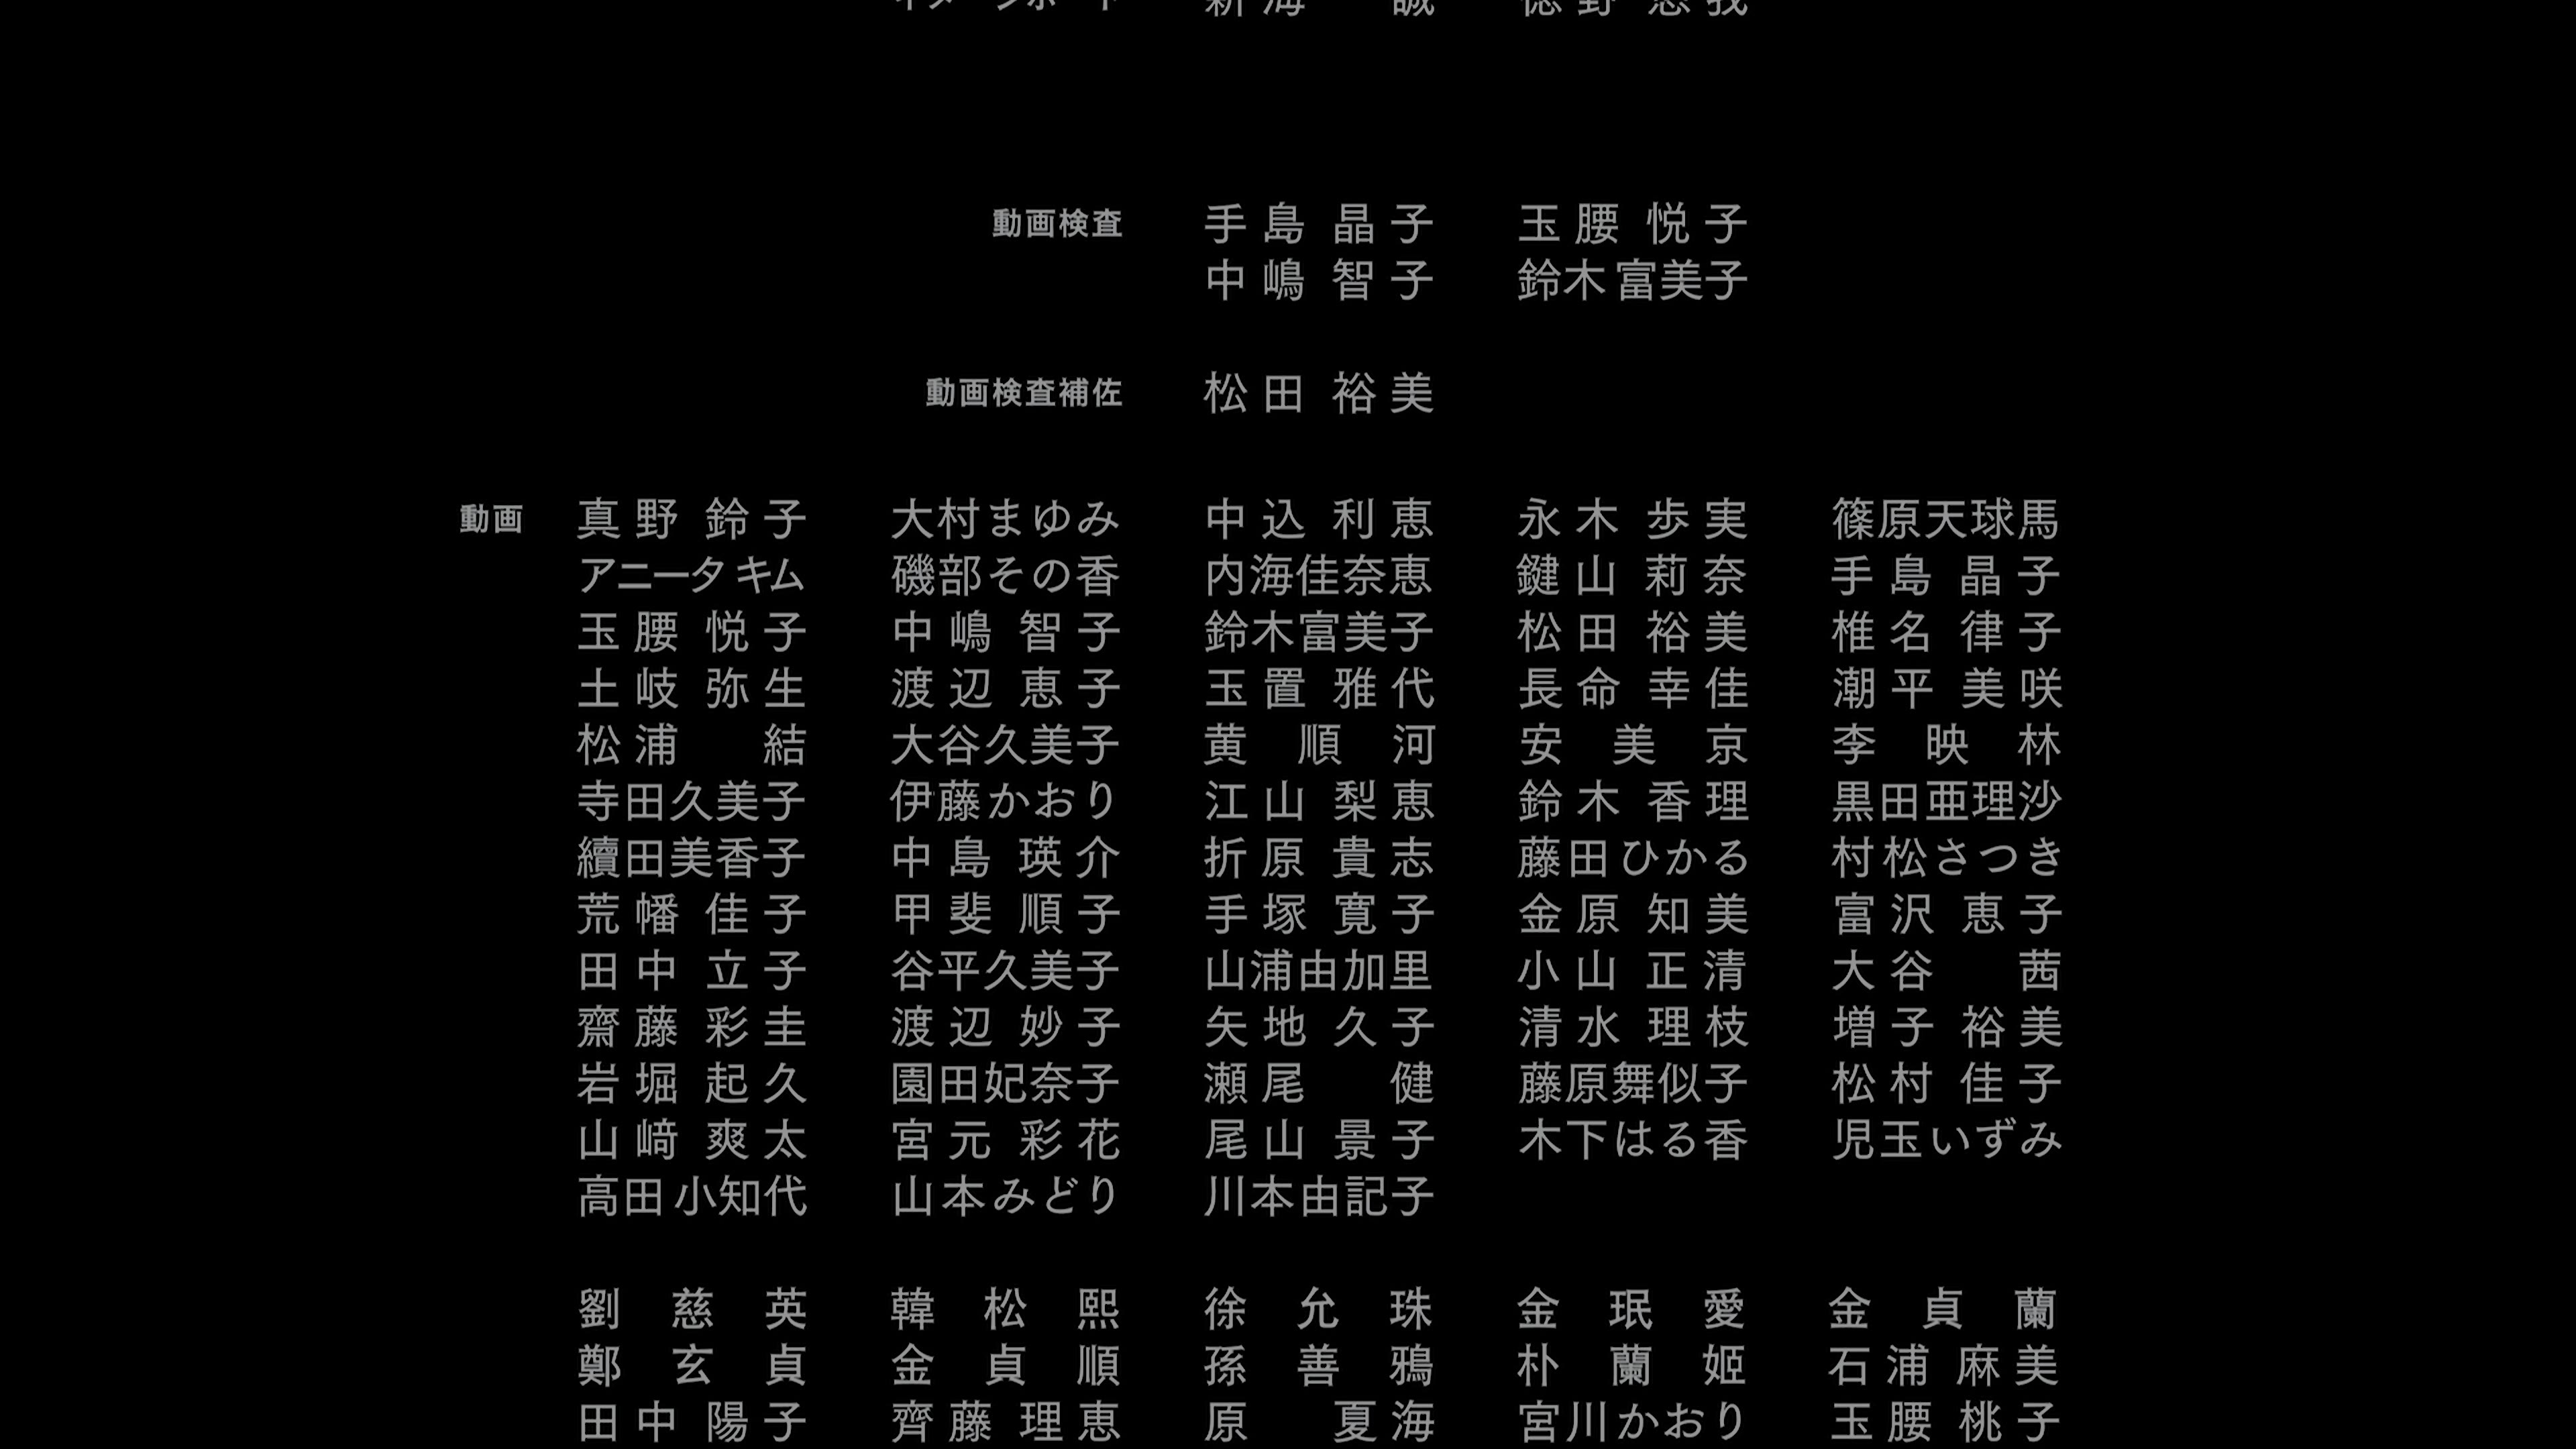 イメージボード 新海 誠 徳野悠我
動画検査 手島晶子 玉腰悦子
中嶋智子 鈴木富美子
動画検査補佐 松田裕美
動画 真野鈴子 大村まゆみ 中込利恵 永木歩実 篠原天球馬
アニータ キム 磯部その香 内海佳奈恵 鍵山莉奈 手島晶子
玉腰悦子 中嶋智子 鈴木富美子 松田裕美 椎名律子
土岐弥生 渡辺恵子 玉置雅代 長命幸佳 潮平美咲
松浦 結 大谷久美子 黄順河 安美京 李映林
寺田久美子 伊藤かおり 江山梨恵 鈴木香理 黒田亜理沙
續田美香子 中島瑛介 折原貴志 藤田ひかる 村松さつき
荒幡佳子 甲斐順子 手塚寛子 金原知美 富沢恵子
田中立子 谷平久美子 山浦由加里 小山正清 大谷 茜
齋藤彩圭 渡辺妙子 矢地久子 清水理枝 増子裕美
岩堀起久 園田妃奈子 瀬尾 健 藤原舞似子 松村佳子
山﨑爽太 宮元彩花 尾山景子 木下はる香 児玉いずみ
高田小知代 山本みどり 川本由記子
劉慈英 韓松熙 徐允珠 金珉愛 金貞蘭
鄭玄貞 金貞順 孫善鴉 朴蘭姫 石浦麻美
田中陽子 齊藤理恵 原 夏海 宮川かおり 玉腰桃子